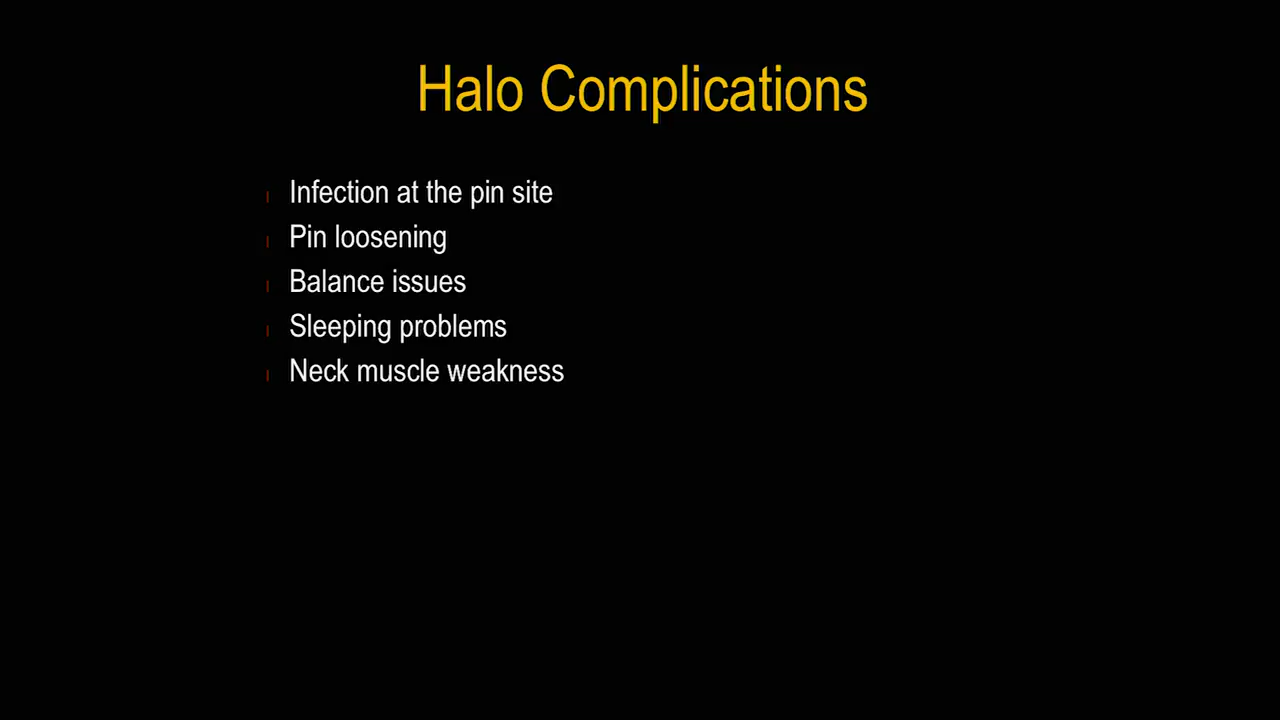 Halo Complications
Infection at the pin site
Pin loosening
Balance issues
Sleeping problems
Neck muscle weakness